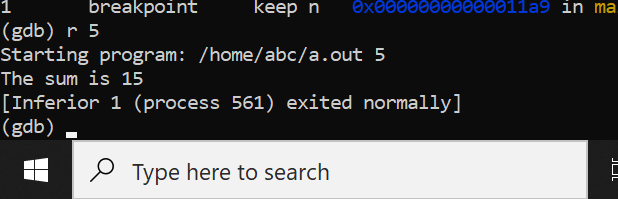 1       breakpoint     keep n   0x00000000000011a9 in ma
(gdb) r 5
Starting program: /home/abc/a.out 5
The sum is 15
[Inferior 1 (process 561) exited normally]
(gdb)
Type here to search